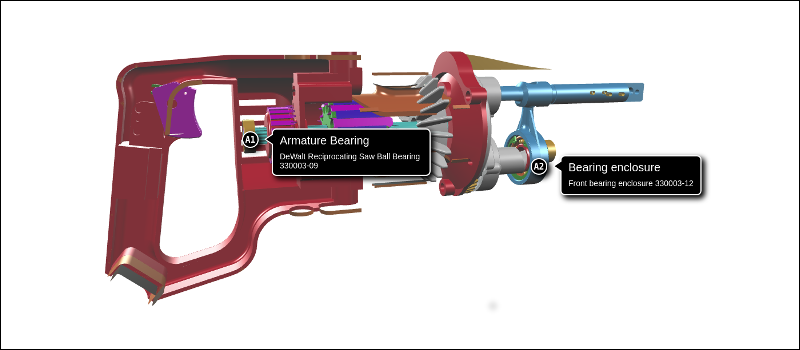 A1
Armature Bearing
DeWalt Reciprocating Saw Ball Bearing
330003-09
A2
Bearing enclosure
Front bearing enclosure 330003-12